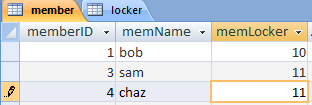 member locker
memberID memName memLocker
1 bob 10
3 sam 11
4 chaz 11